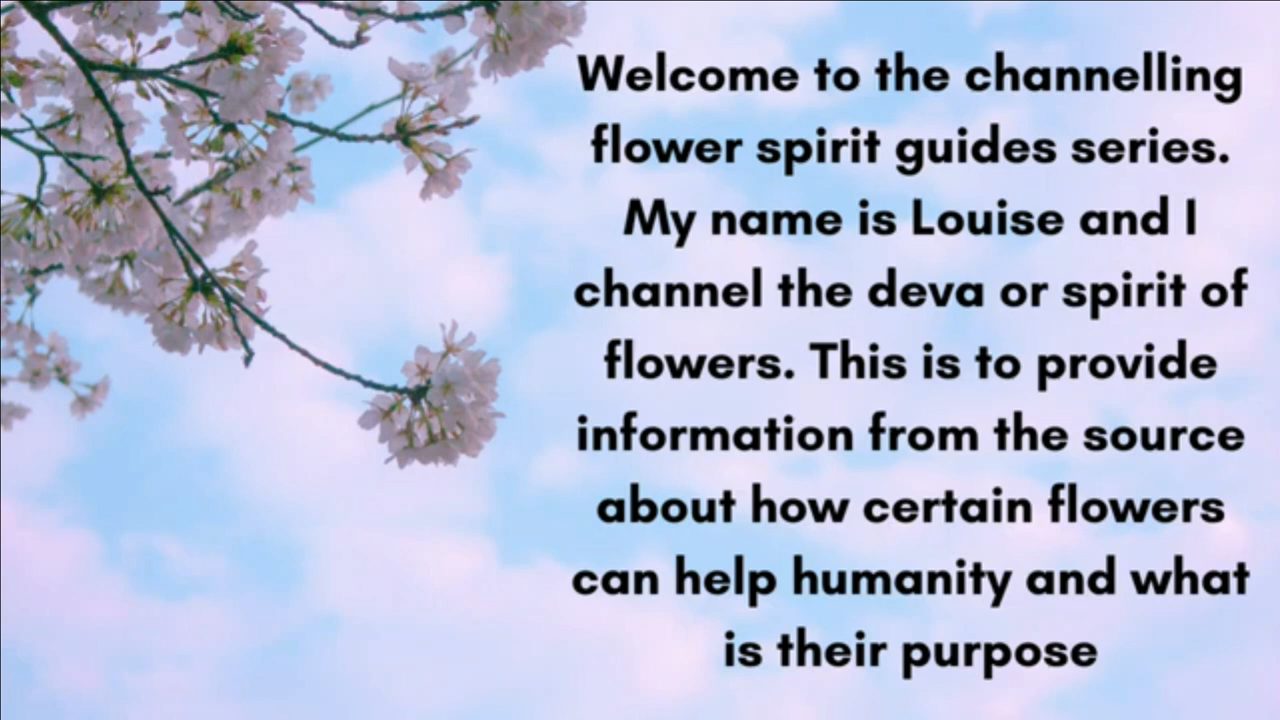 Welcome to the channelling
flower spirit guides series.
My name is Louise and I
channel the deva or spirit of
flowers. This is to provide
information from the source
about how certain flowers
can help humanity and what
is their purpose